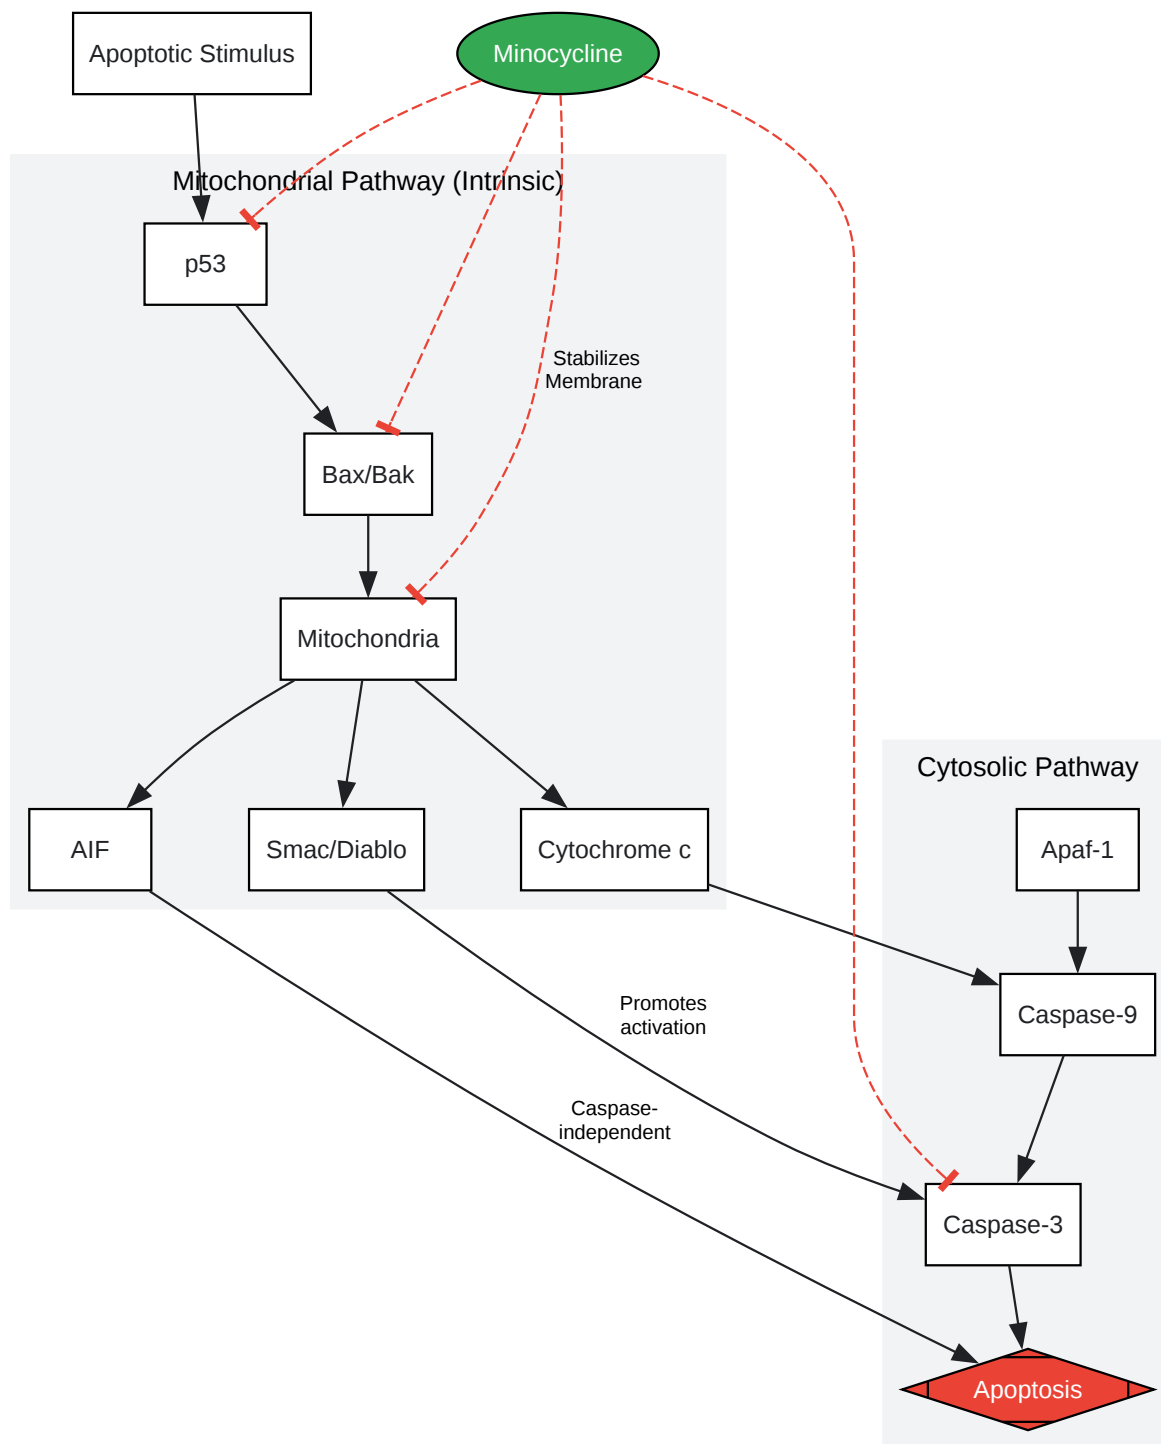 Apoptotic Stimulus
Minocycline
Mitochondrial Pathway (Intrinsic)
p53
Stabilizes
Membrane
Bax/Bak
Mitochondria
Cytosolic Pathway
AIF
Smac/Diablo
Cytochrome c
Apaf-1
Promotes
activation
Caspase-9
Caspase-
independent
Caspase-3
Apoptosis